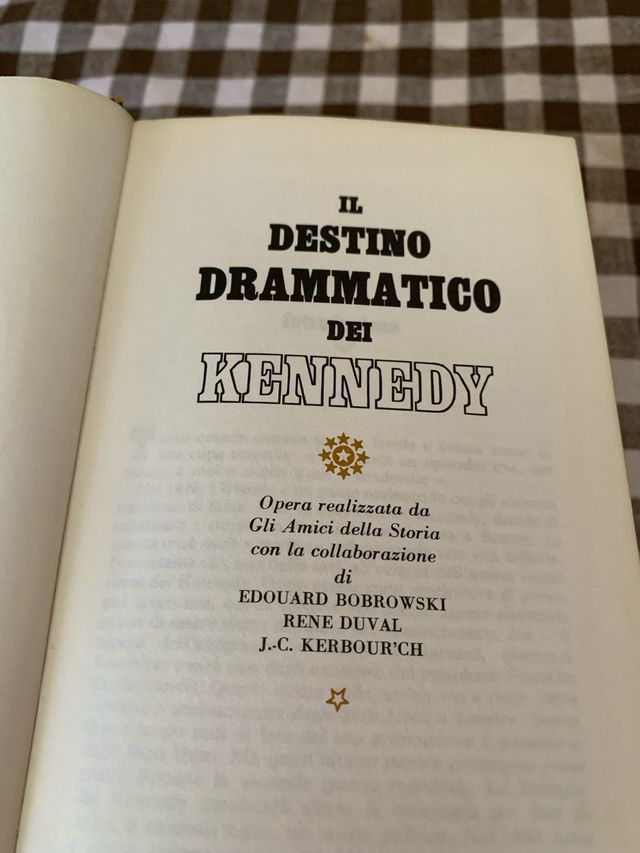 IL
DESTINO
DRAMMATICO
DEI
KENNEDY
Opera realizzata da
Gli Amici della Storia
con la collaborazione
di
EDOUARD BOBROWSKI
RENE DUVAL
J.-C. KERBOUR'CH